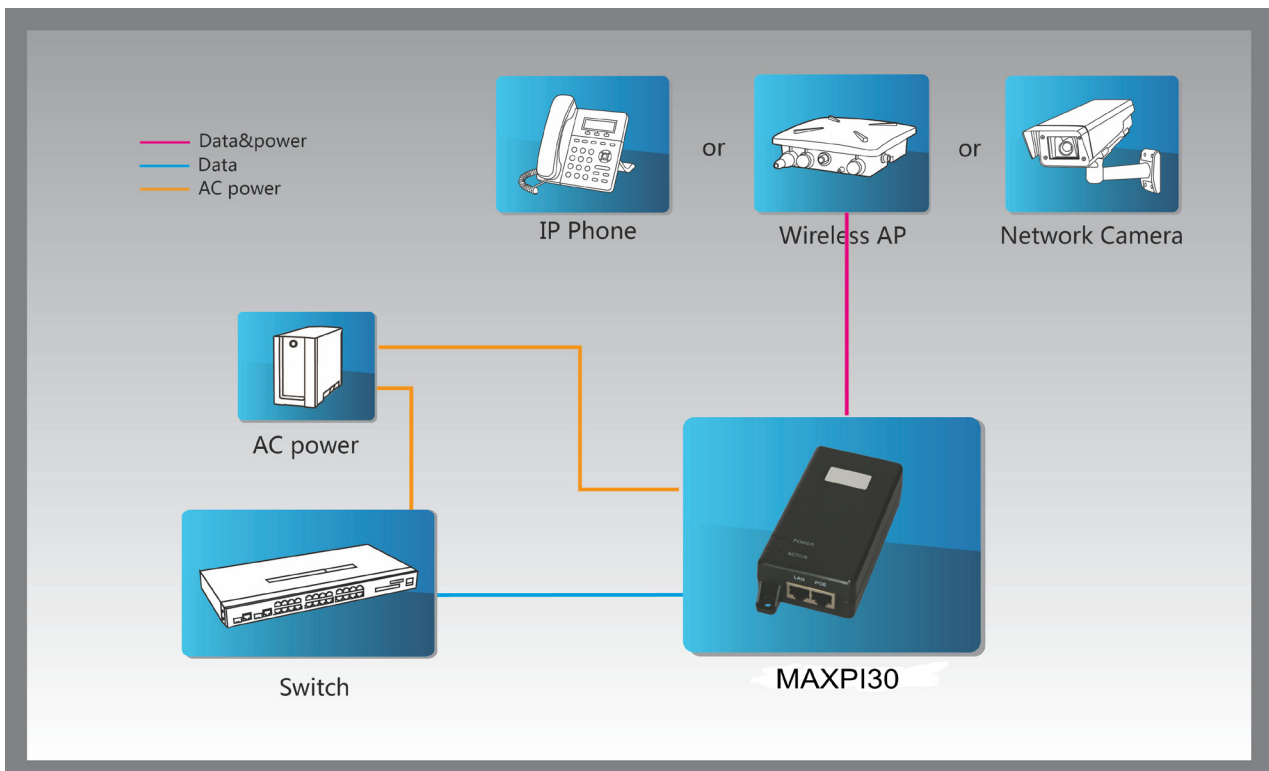 Data&power
Data
AC power
or
or
IP Phone
Wireless AP
Network Camera
AC power
POWER
ACTIVE
LAN POE
Switch
MAXPI30